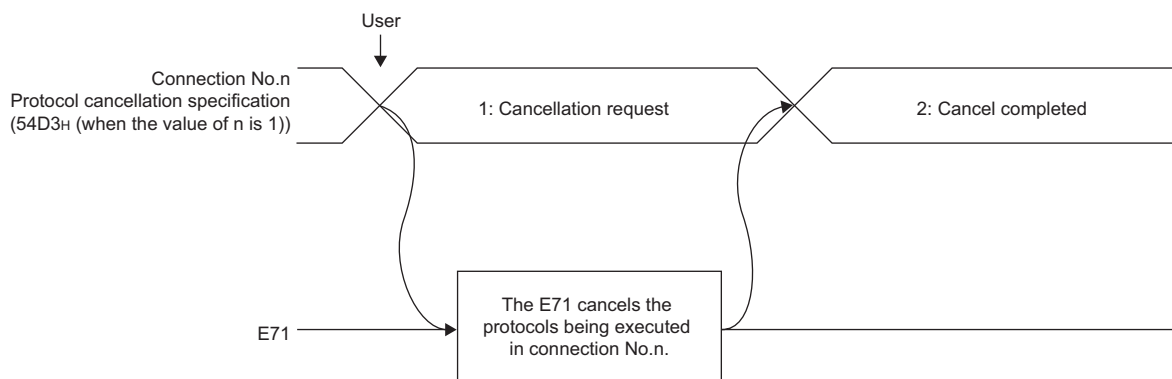 User
Connection No.n
Protocol cancellation specification
(54D3H (when the value of n is 1))
1: Cancellation request
2: Cancel completed
The E71 cancels the
protocols being executed
in connection No.n.
E71